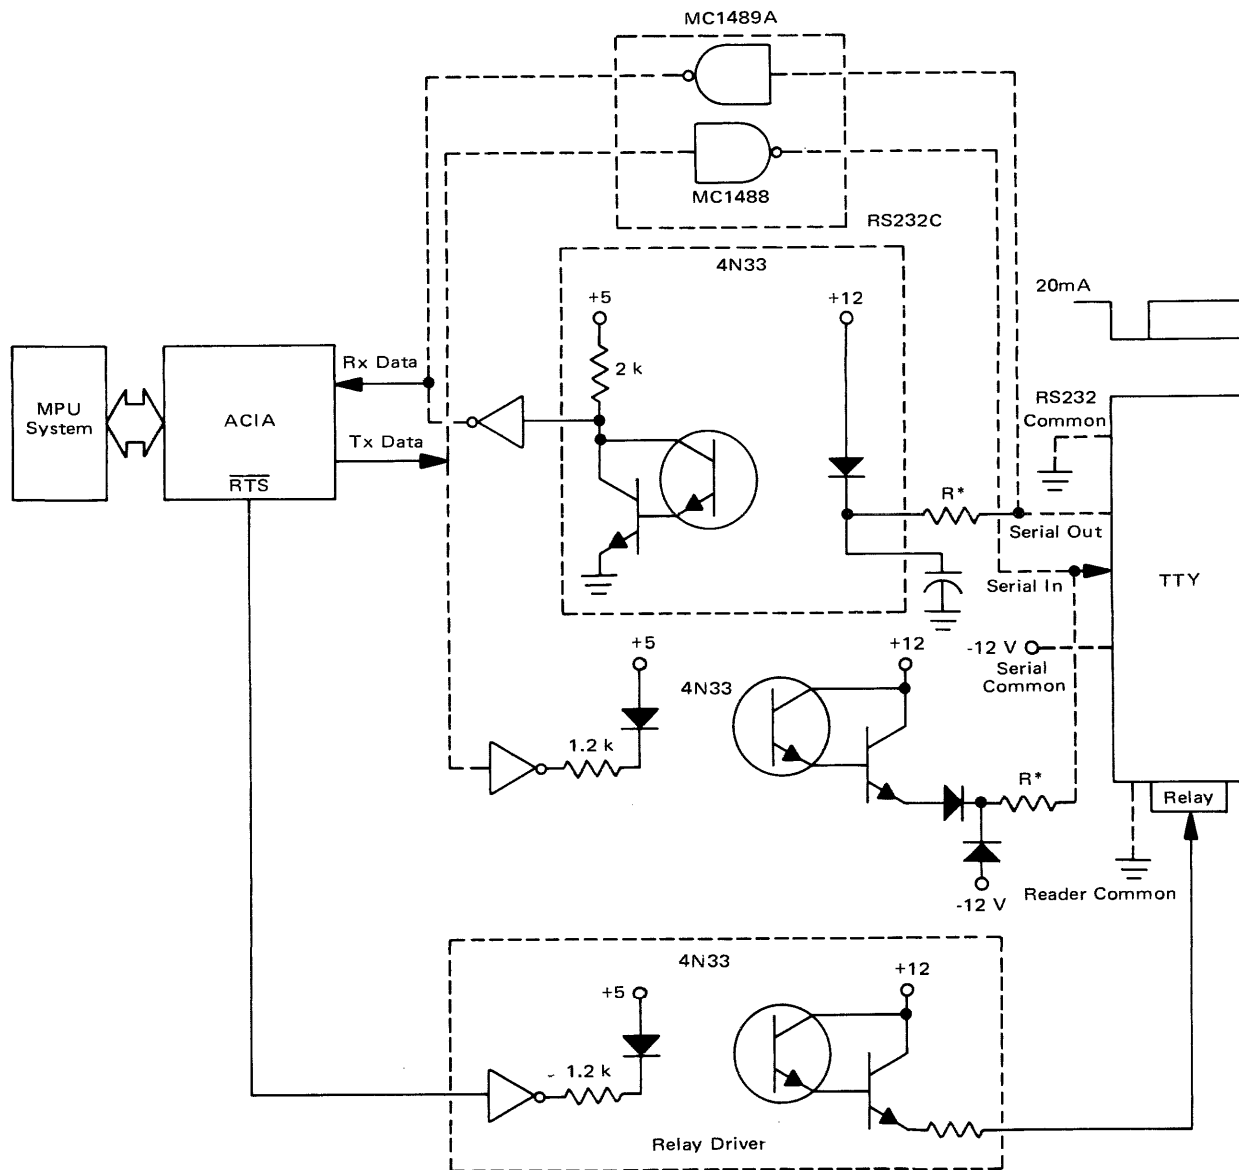 MC1489A
MC1488
RS232C
4N33
+5
+12
2 k
20mA
MPU
System
ACIA
RTS
Rx Data
Tx Data
RS232
Common
R*
Serial Out
Serial In
TTY
-12 V
Serial
Common
+5
4N33
+12
1.2 k
R*
-12 V
Relay
Reader Common
4N33
+5
+12
1.2 k
Relay Driver